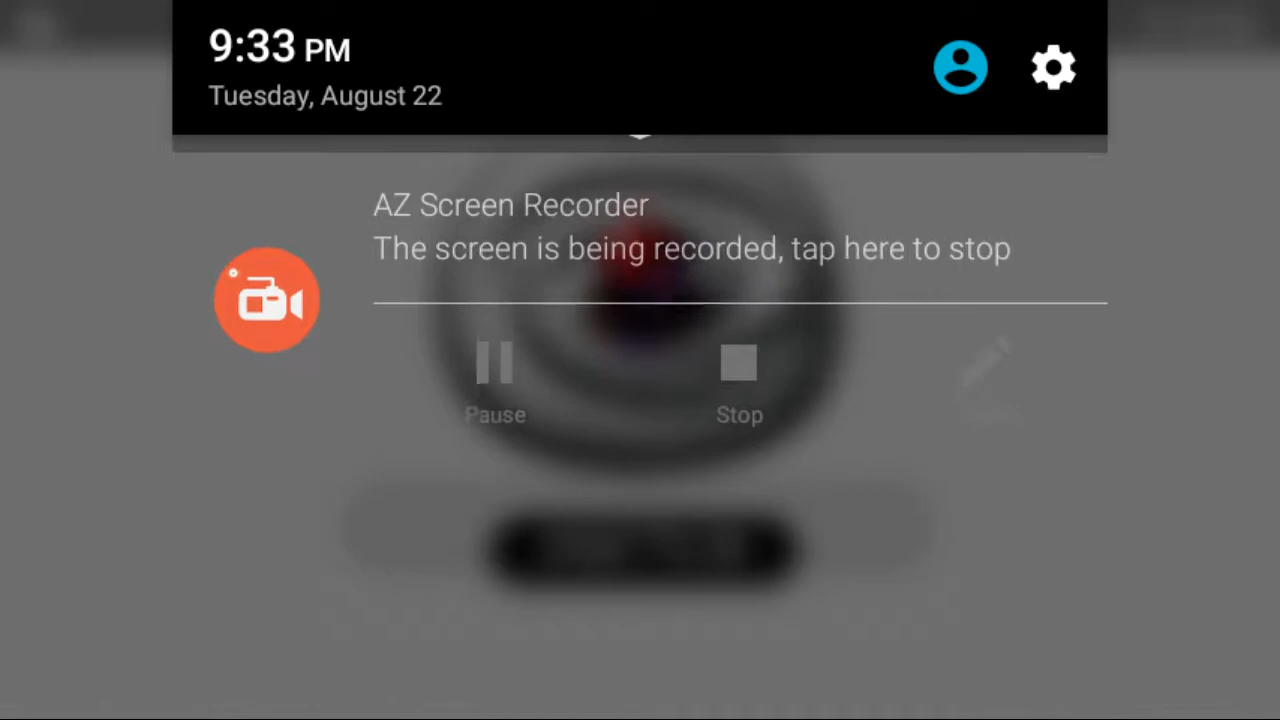 9:33 PM
Tuesday, August 22
AZ Screen Recorder
The screen is being recorded, tap here to stop
Pause
Stop